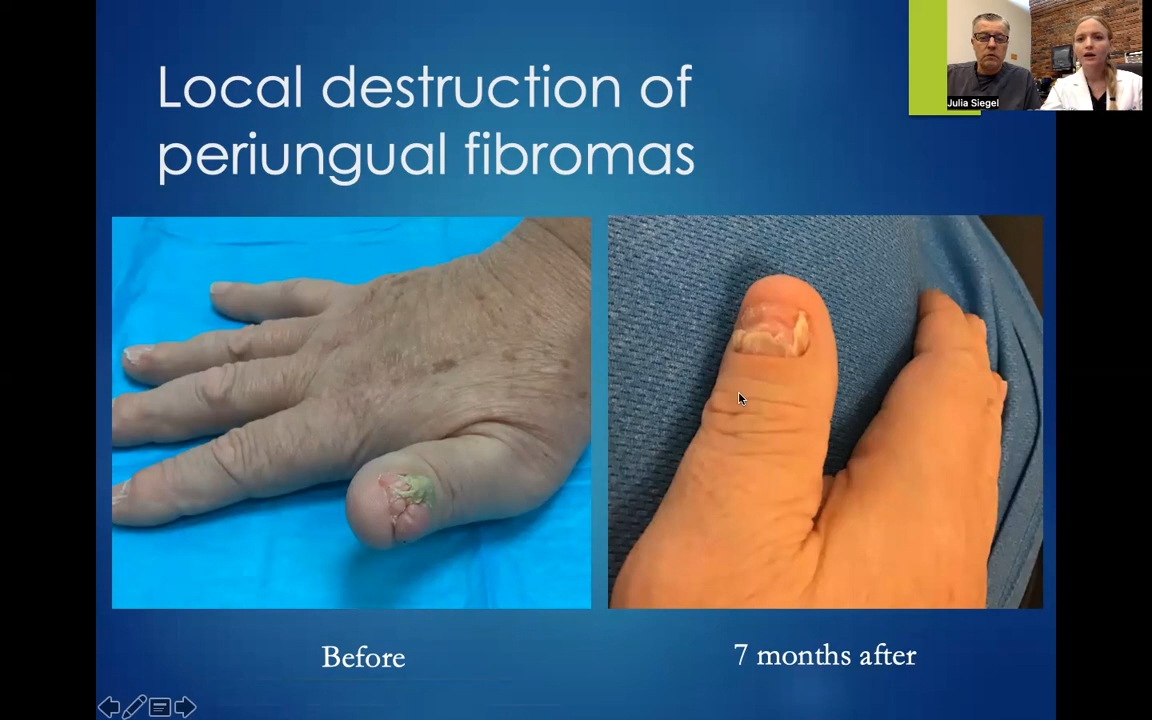 Local destruction of
periungual fibromas
Julia Siegel
Before
7 months after